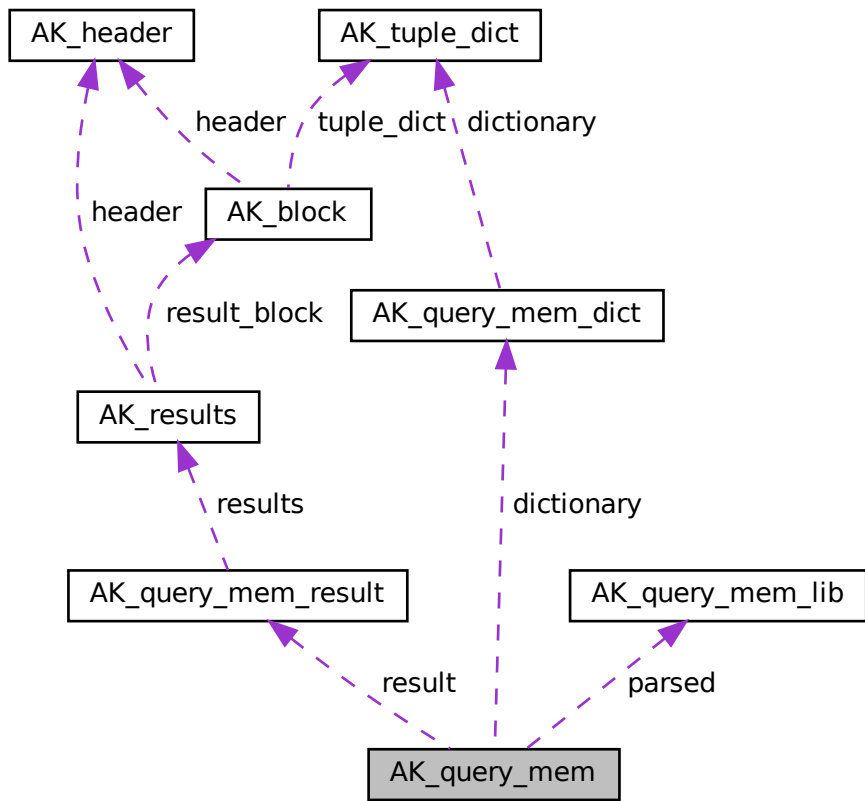 AK_header
AK_tuple_dict
header
tuple_dict
dictionary
AK_block
header
result_block
AK_query_mem_dict
AK_results
results
dictionary
AK_query_mem_result
AK_query_mem_lib
result
parsed
AK_query_mem